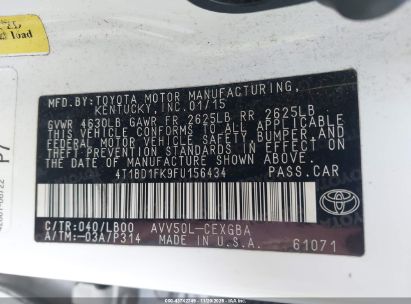 load
MFD.BY:TOYOTA MOTOR MANUFACTURING,
KENTUCKY, INC. 01/15
GVWR 4630LB GAWR FR 2625LB RR 2625LB
THIS VEHICLE CONFORMS TO ALL APPLICABLE
FEDERAL MOTOR VEHICLE SAFETY, BUMPER, AND
THEFT PREVENTION STANDARDS IN EFFECT ON
THE DATE OF MANUFACTURE SHOWN ABOVE.
4T1BD1FK9FU156434 PASS.CAR
C/TR:040/LB00 AVV50L-CEXGBA
A/TM:-03A/P314 MADE IN U.S.A. 61071
TOYOTA
P7